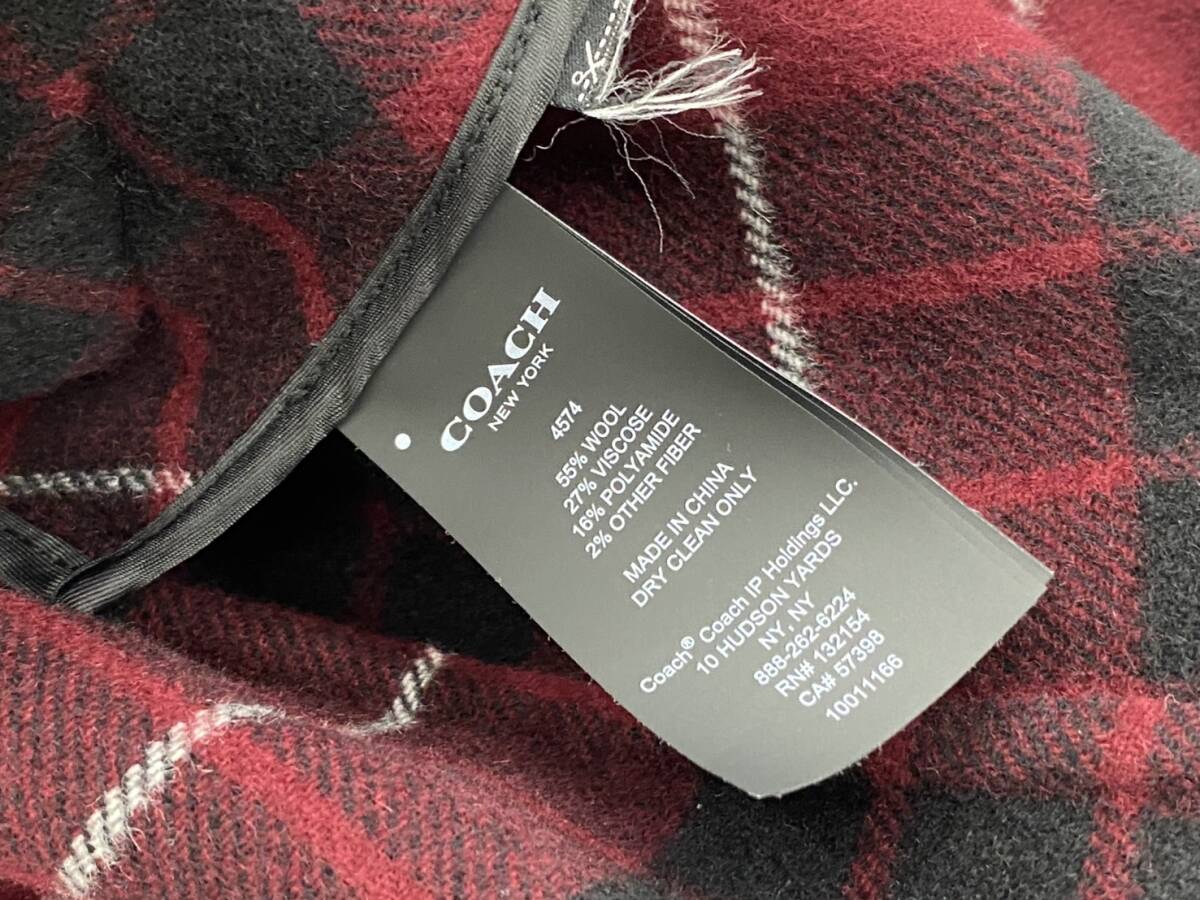 COACH
NEW YORK
4574
55% WOOL
27% VISCOSE
16% POLYAMIDE
2% OTHER FIBER
MADE IN CHINA
DRY CLEAN ONLY
Coach® Coach IP Holdings LLC.
10 HUDSON YARDS
NY. NY
888-262-6224
RN# 132154
CA# 57398
10011166